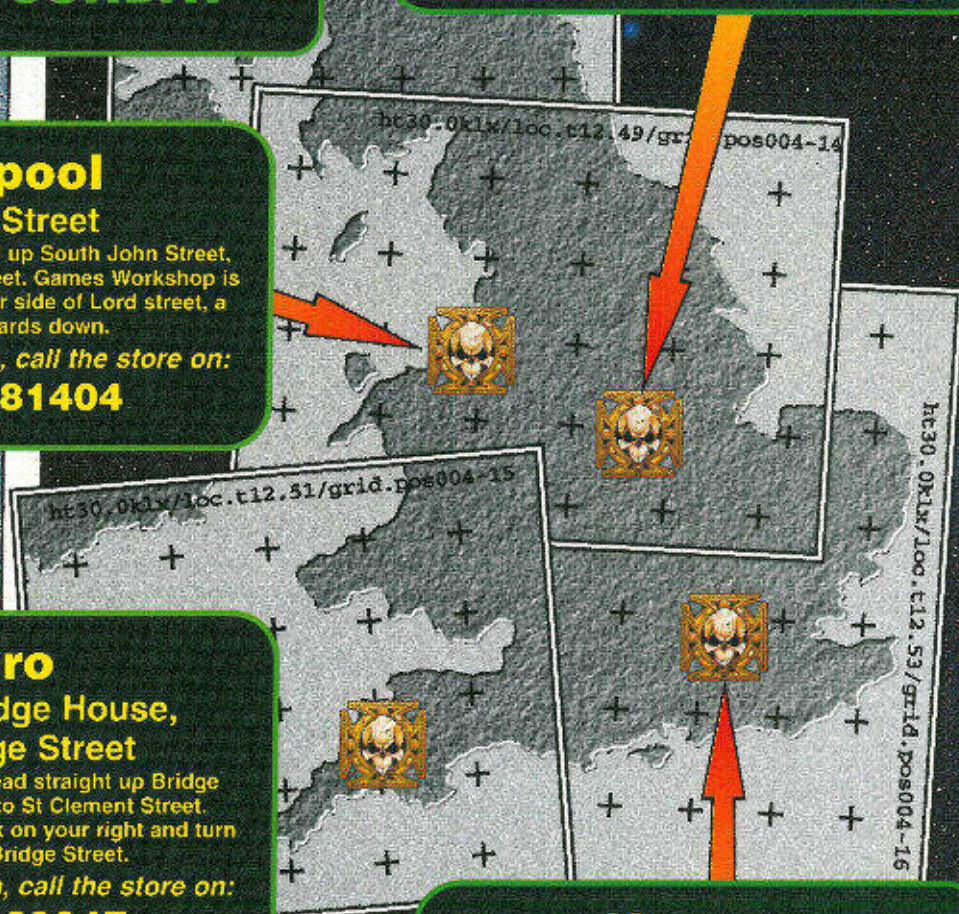 ht30.0klx/loc.t12.49/gr pos004-14
pool
Street
up South John Street,
eet. Games Workshop is
r side of Lord street, a
ards down.
, call the store on:
81404
ht30.0klx/loc.t12.51/grid.pos004-15
ht30.0klx/loc.t12.53/grid.pos004-16
ro
dge House,
ge Street
ead straight up Bridge
to St Clement Street.
k on your right and turn
Bridge Street.
, call the store on: